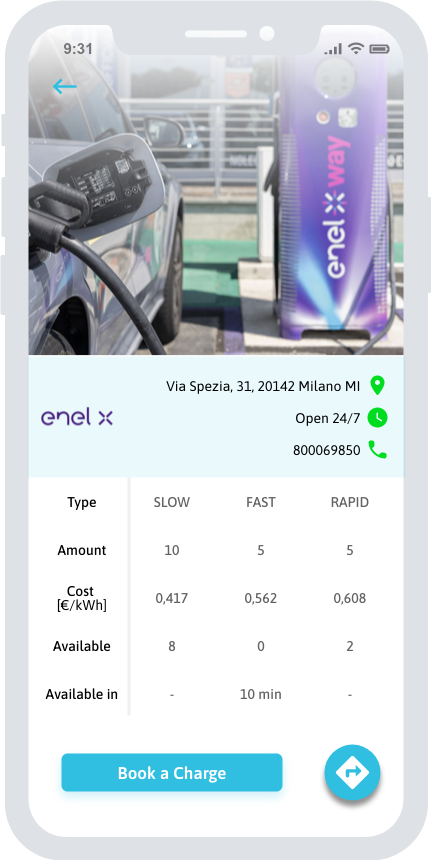 9:31
enel x way
Via Spezia, 31, 20142 Milano MI
enel x
Open 24/7
800069850
Type SLOW FAST RAPID
Amount 10 5 5
Cost
[€/kWh] 0,417 0,562 0,608
Available 8 0 2
Available in - 10 min -
Book a Charge